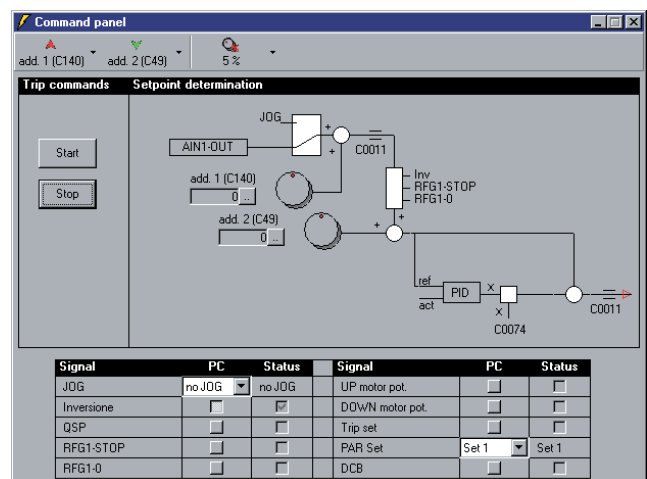 Command panel
add. 1 (C140) add. 2 (C49) 5 %
Trip commands Setpoint determination
JOG
+
Start
AIN1-OUT
+
C0011
Inv
add. 1 (C140)
RFG1-STOP
Stop
0 ..
RFG1-0
add. 2 (C49)
+
+
0 ..
ref
PID
x
act
x
C0011
C0074
Signal PC Status Signal PC Status
JOG no JOG no JOG UP motor pot.
Inversione DOWN motor pot.
QSP Trip set
RFG1-STOP PAR Set Set 1 Set 1
RFG1-0 DCB